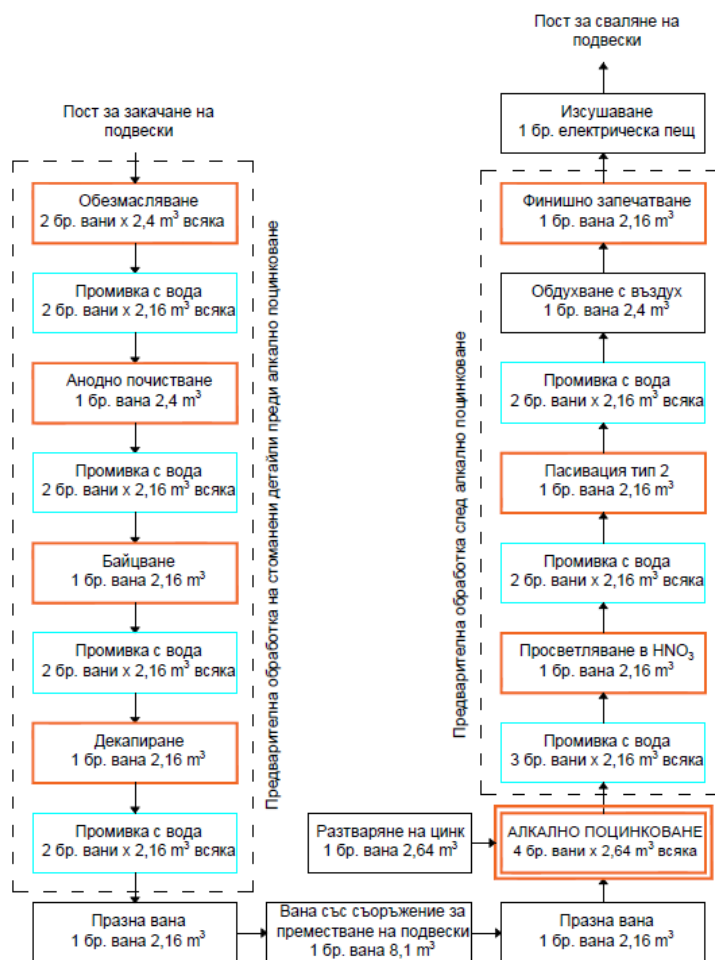 Пост за закачане на
подвески
Обезмасляване
2 бр. вани x 2,4 m³ всяка
Промивка с вода
2 бр. вани x 2,16 m³ всяка
Анодно почистване
1 бр. вана 2,4 m³
Промивка с вода
2 бр. вани x 2,16 m³ всяка
Байцване
1 бр. вана 2,16 m³
Промивка с вода
2 бр. вани x 2,16 m³ всяка
Декапиране
1 бр. вана 2,16 m³
Промивка с вода
2 бр. вани x 2,16 m³ всяка
Предварителна обработка на стоманени детайли преди алкално поцинковане
Празна вана
1 бр. вана 2,16 m³
Вана със съоръжение за
преместване на подвески
1 бр. вана 8,1 m³
Празна вана
1 бр. вана 2,16 m³
Разтваряне на цинк
1 бр. вана 2,64 m³
АЛКАЛНО ПОЦИНКОВАНЕ
4 бр. вани x 2,64 m³ всяка
Промивка с вода
3 бр. вани x 2,16 m³ всяка
Просветляване в HNO₃
1 бр. вана 2,16 m³
Промивка с вода
2 бр. вани x 2,16 m³ всяка
Пасивация тип 2
1 бр. вана 2,16 m³
Промивка с вода
2 бр. вани x 2,16 m³ всяка
Обдухване с въздух
1 бр. вана 2,4 m³
Финишно запечатване
1 бр. вана 2,16 m³
Предварителна обработка след алкално поцинковане
Изсушаване
1 бр. електрическа пещ
Пост за сваляне на
подвески